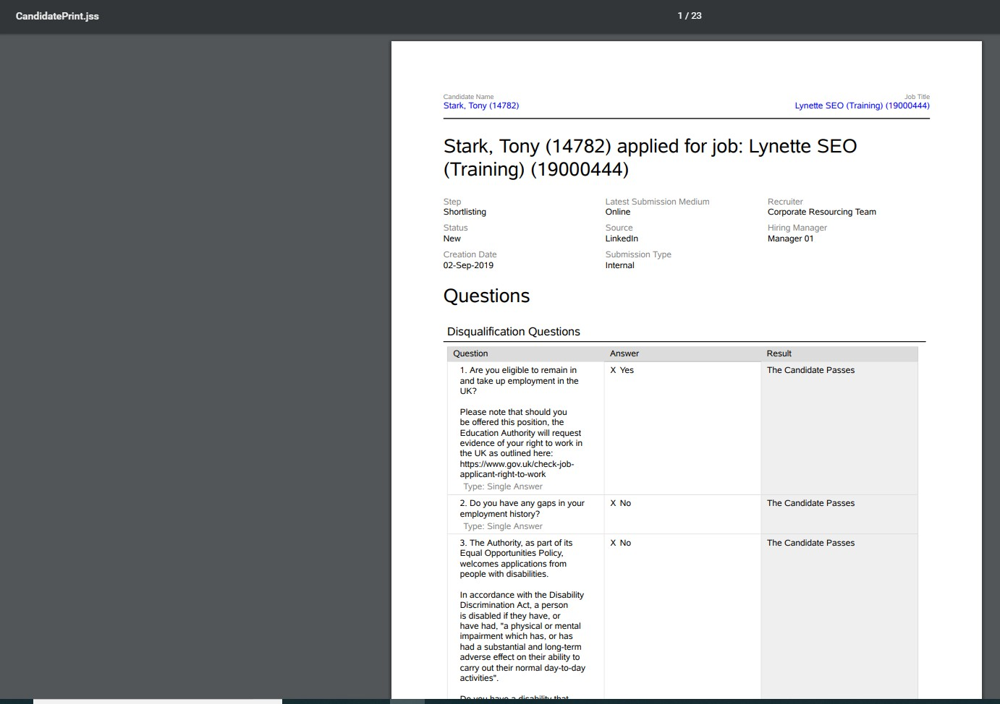 CandidatePrint.jss
1 / 23
Candidate Name
Job Title
Stark, Tony (14782)
Lynette SEO (Training) (19000444)
Stark, Tony (14782) applied for job: Lynette SEO
(Training) (19000444)
Step
Shortlisting
Latest Submission Medium
Online
Recruiter
Corporate Resourcing Team
Status
New
Source
LinkedIn
Hiring Manager
Manager 01
Creation Date
02-Sep-2019
Submission Type
Internal
Questions
Disqualification Questions
Question
Answer
Result
1. Are you eligible to remain in
and take up employment in the
UK?
Please note that should you
be offered this position, the
Education Authority will request
evidence of your right to work in
the UK as outlined here:
https://www.gov.uk/check-job-
applicant-right-to-work
Type: Single Answer
X Yes
The Candidate Passes
2. Do you have any gaps in your
employment history?
Type: Single Answer
X No
The Candidate Passes
3. The Authority, as part of its
Equal Opportunities Policy,
welcomes applications from
people with disabilities.
In accordance with the Disability
Discrimination Act, a person
is disabled if they have, or
have had, "a physical or mental
impairment which has, or has
had a substantial and long-term
adverse effect on their ability to
carry out their normal day-to-day
activities".
Do you have a disability that
X No
The Candidate Passes